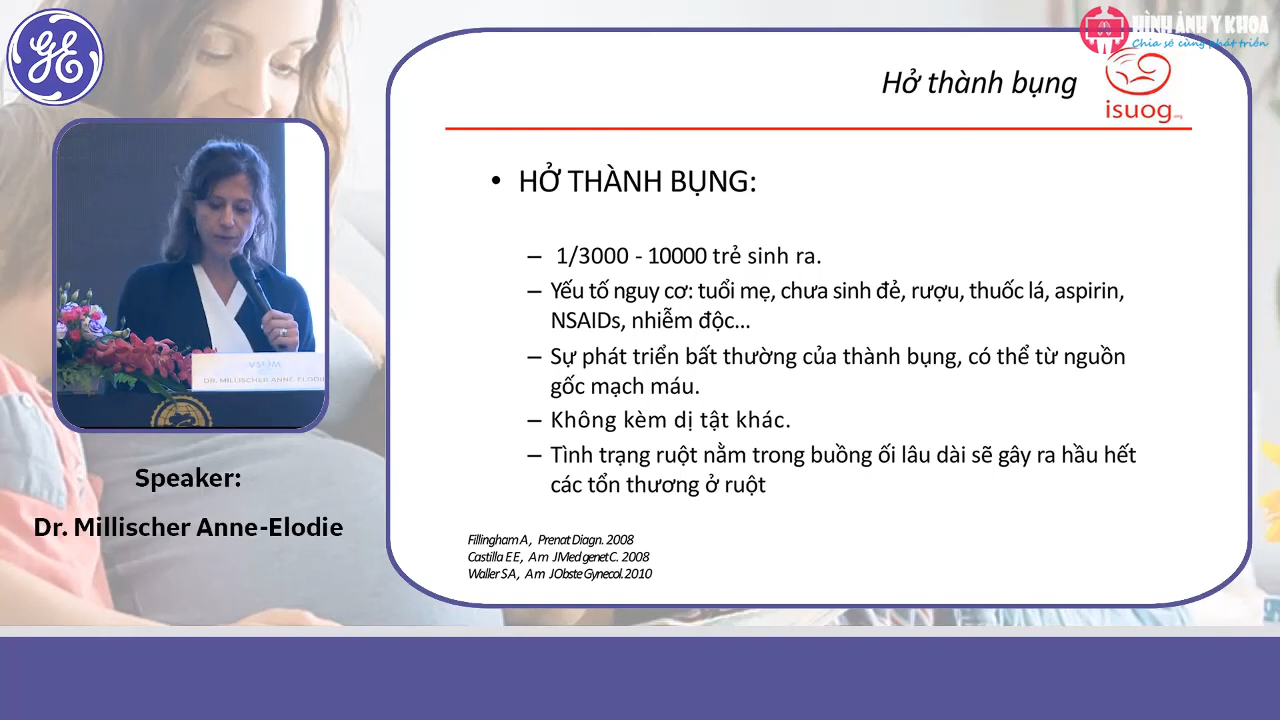 GE
HÌNH ẢNH Y KHOA
Chia sẻ cùng phát triển
Hở thành bụng
isuog.org
• HỞ THÀNH BỤNG:
– 1/3000 - 10000 trẻ sinh ra.
– Yếu tố nguy cơ: tuổi mẹ, chưa sinh đẻ, rượu, thuốc lá, aspirin,
NSAIDs, nhiễm độc...
– Sự phát triển bất thường của thành bụng, có thể từ nguồn
gốc mạch máu.
– Không kèm dị tật khác.
– Tình trạng ruột nằm trong buồng ối lâu dài sẽ gây ra hầu hết
các tổn thương ở ruột
Fillingham A, Prenat Diagn. 2008
Castilla EE, Am J Med genet C. 2008
Waller SA, Am J Obste Gynecol. 2010
DR. MILLISCHER ANNE-ELODIE
Speaker:
Dr. Millischer Anne-Elodie